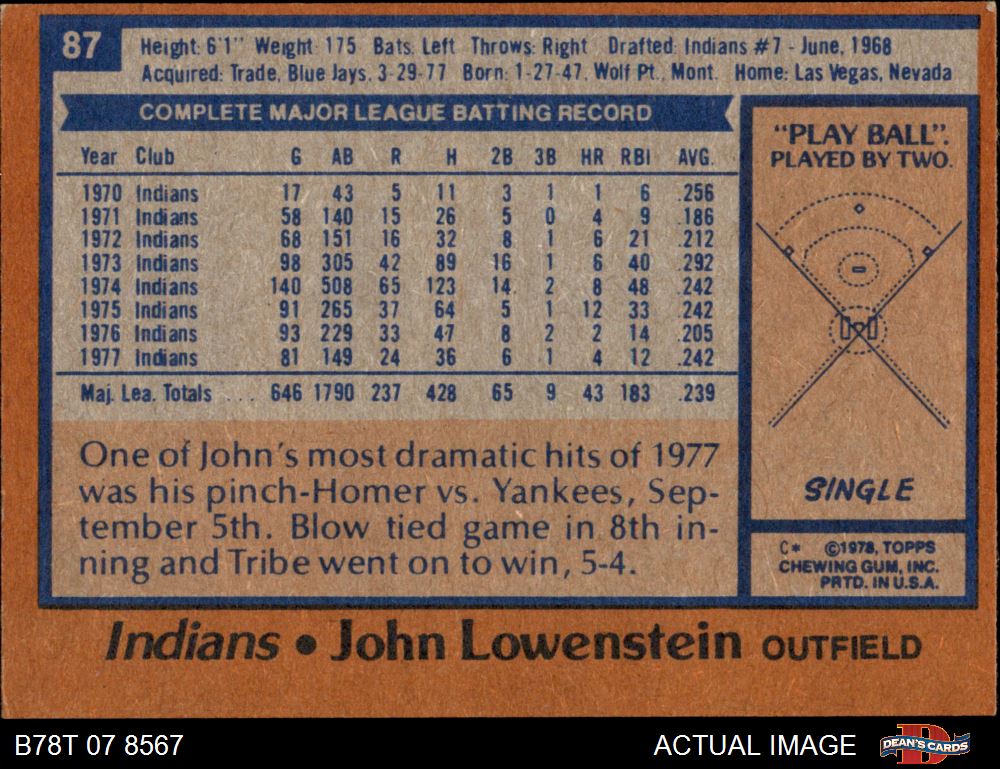 87
Height: 6'1" Weight: 175 Bats: Left Throws: Right Drafted: Indians #7 - June, 1968
Acquired: Trade, Blue Jays, 3-29-77 Born: 1-27-47, Wolf Pt., Mont. Home: Las Vegas, Nevada
COMPLETE MAJOR LEAGUE BATTING RECORD
Year Club G AB R H 2B 3B HR RBI AVG.
1970 Indians 17 43 5 11 3 1 1 6 .256
1971 Indians 58 140 15 26 5 0 4 9 .186
1972 Indians 68 151 16 32 8 1 6 21 .212
1973 Indians 98 305 42 89 16 1 6 40 .292
1974 Indians 140 508 65 123 14 2 8 48 .242
1975 Indians 91 265 37 64 5 1 12 33 .242
1976 Indians 93 229 33 47 8 2 2 14 .205
1977 Indians 81 149 24 36 6 1 4 12 .242
Maj. Lea. Totals ... 646 1790 237 428 65 9 43 183 .239
One of John's most dramatic hits of 1977
was his pinch-Homer vs. Yankees, Sep-
tember 5th. Blow tied game in 8th in-
ning and Tribe went on to win, 5-4.
"PLAY BALL".
PLAYED BY TWO.
SINGLE
C* ©1978, TOPPS
CHEWING GUM, INC.
PRTD. IN U.S.A.
Indians • John Lowenstein OUTFIELD
B78T 07 8567
ACTUAL IMAGE
DEAN'S CARDS